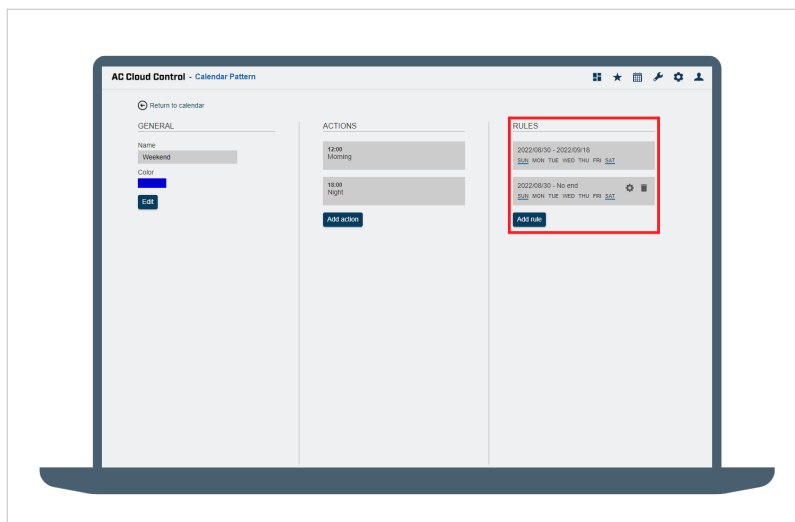 AC Cloud Control - Calendar Pattern
Return to calendar
GENERAL
Name
Weekend
Color
Edit
ACTIONS
12:00
Morning
18:00
Night
Add action
RULES
2022/08/30 - 2022/09/18
SUN MON TUE WED THU FRI SAT
2022/08/30 - No end
SUN MON TUE WED THU FRI SAT
Add rule